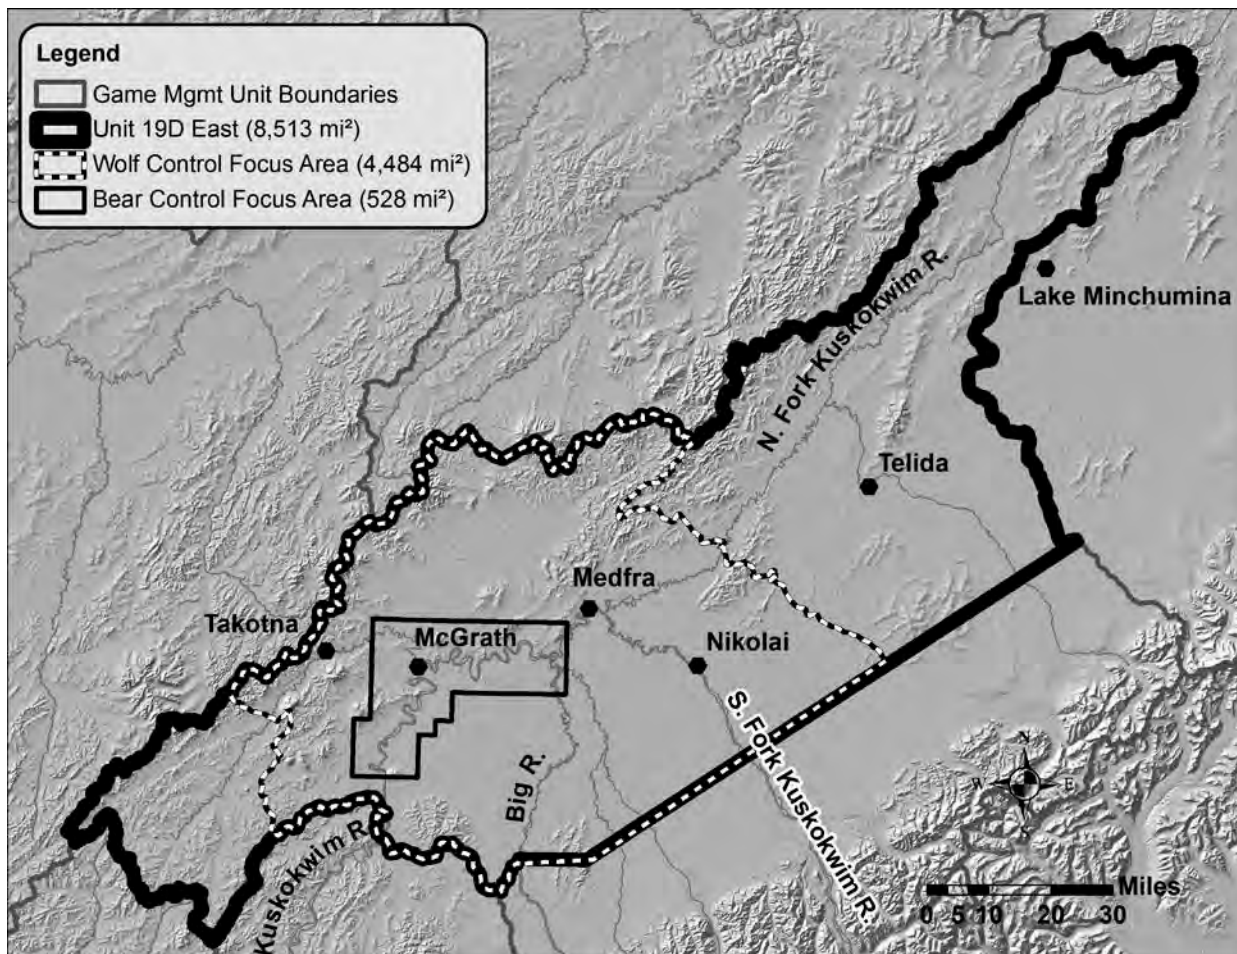 Legend
Game Mgmt Unit Boundaries
Unit 19D East (8,513 mi²)
Wolf Control Focus Area (4,484 mi²)
Bear Control Focus Area (528 mi²)
Lake Minchumina
N. Fork Kuskokwim R.
Telida
Medfra
Takotna
McGrath
Nikolai
S. Fork Kuskokwim R.
Big R.
Kuskokwim R.
N
W
E
S
Miles
0 5 10 20 30